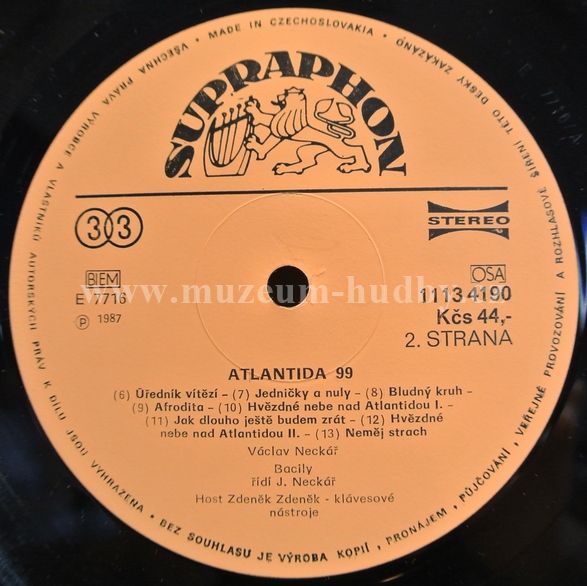 MADE IN CZECHOSLOVAKIA • VŠECHNA PRÁVA VÝROBCE A VLASTNÍKŮ AUTORSKÝCH PRÁV K DÍLU JSOU VYHRAZENA • BEZ SOUHLASU JE VÝROBA KOPIÍ, PRONÁJEM, PŮJČOVÁNÍ, VEŘEJNÉ PROVOZOVÁNÍ A ROZHLASOVÉ ŠÍŘENÍ TÉTO DESKY ZAKÁZÁNO
SUPRAPHON
33
STEREO
BIEM
OSA
E 7716
11134190
www.muzeum-hudby.cz
Ⓟ 1987
Kčs 44,-
2. STRANA
ATLANTIDA 99
(6) Úředník vítězí – (7) Jedničky a nuly – (8) Bludný kruh –
(9) Afrodita – (10) Hvězdné nebe nad Atlantidou I. –
(11) Jak dlouho ještě budem zrát – (12) Hvězdné
nebe nad Atlantidou II. – (13) Neměj strach
Václav Neckář
Bacily
řídí J. Neckář
Host Zdeněk Zdeněk – klávesové
nástroje